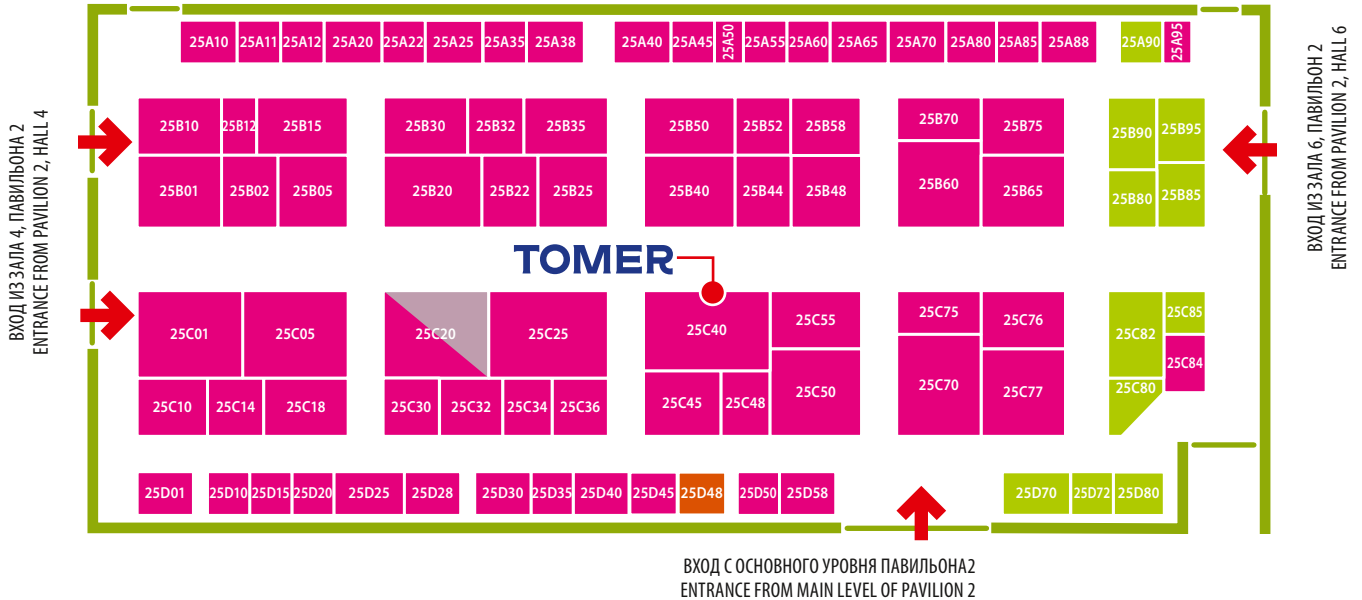 25A10 25A11 25A12 25A20 25A22 25A25 25A35 25A38 25A40 25A45 25A50 25A55 25A60 25A65 25A70 25A80 25A85 25A88 25A90 25A95
ВХОД ИЗ ЗАЛА 4, ПАВИЛЬОНА 2
ENTRANCE FROM PAVILION 2, HALL 4
ВХОД ИЗ ЗАЛА 6, ПАВИЛЬОН 2
ENTRANCE FROM PAVILION 2, HALL 6
25B10 25B12 25B15 25B30 25B32 25B35 25B50 25B52 25B58 25B70 25B75 25B90 25B95
25B01 25B02 25B05 25B20 25B22 25B25 25B40 25B44 25B48 25B60 25B65 25B80 25B85
TOMER
25C01 25C05 25C20 25C25 25C40 25C55 25C75 25C76 25C82 25C85
25C84
25C10 25C14 25C18 25C30 25C32 25C34 25C36 25C45 25C48 25C50 25C70 25C77 25C80
25D01 25D10 25D15 25D20 25D25 25D28 25D30 25D35 25D40 25D45 25D48 25D50 25D58 25D70 25D72 25D80
ВХОД С ОСНОВНОГО УРОВНЯ ПАВИЛЬОНА2
ENTRANCE FROM MAIN LEVEL OF PAVILION 2